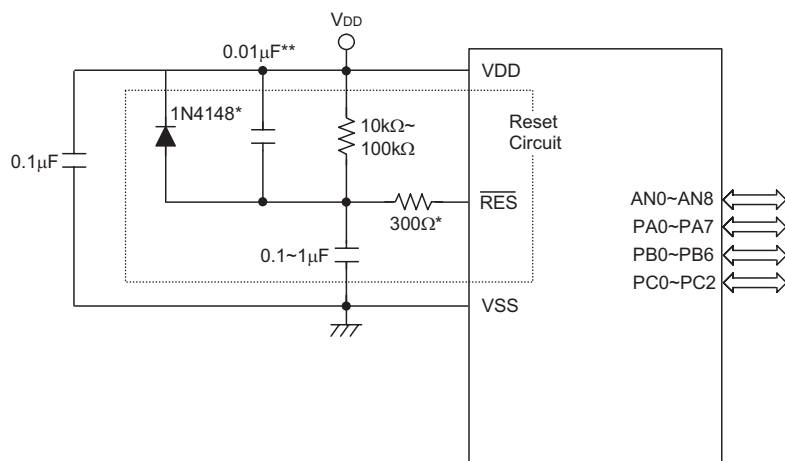 VDD
0.01μF**
VDD
1N4148*
10kΩ~
100kΩ
Reset
Circuit
0.1μF
RES
300Ω*
AN0~AN8
PA0~PA7
PB0~PB6
PC0~PC2
0.1~1μF
VSS